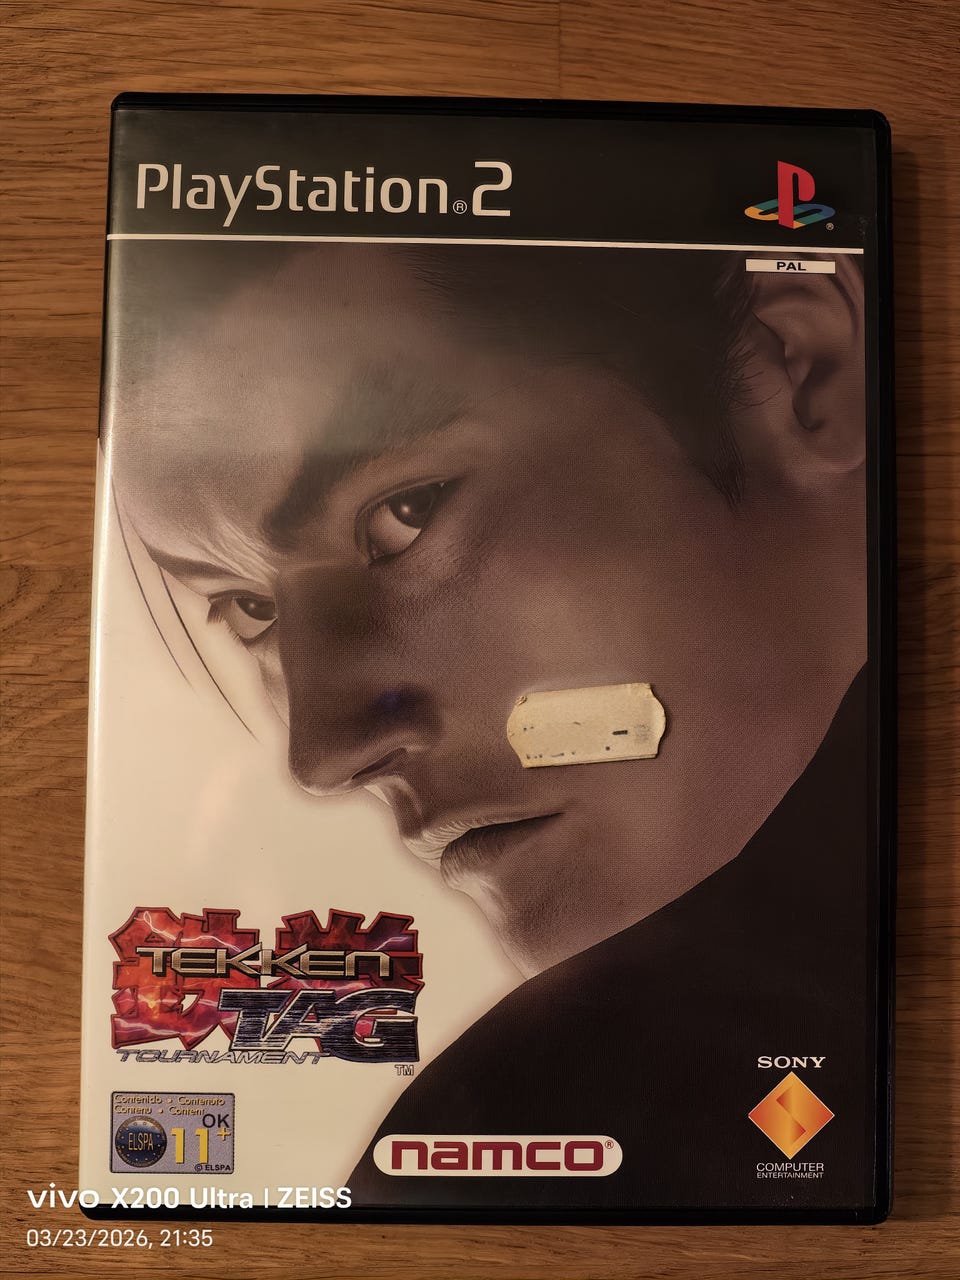 PlayStation®2
®
PAL
TEKKEN
TAG
TOURNAMENT
TM
Contenido • Contenuto
Contenu • Content
ELSPA
OK
11+
© ELSPA
namco®
SONY
COMPUTER
ENTERTAINMENT
vivo X200 Ultra | ZEISS
03/23/2026, 21:35